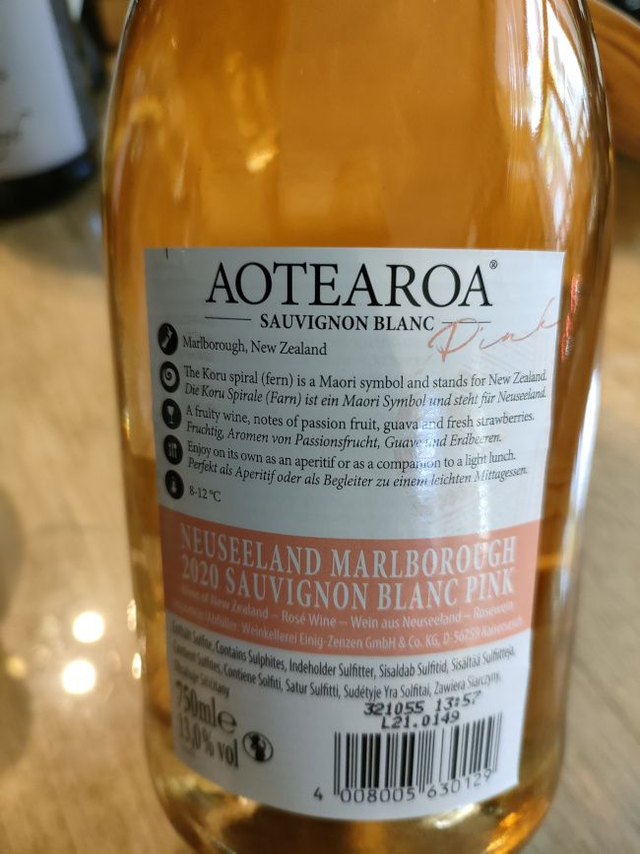 AOTEAROA®
SAUVIGNON BLANC
Pink
Marlborough, New Zealand
The Koru spiral (fern) is a Maori symbol and stands for New Zealand.
Die Koru Spirale (Farn) ist ein Maori Symbol und steht für Neuseeland.
A fruity wine, notes of passion fruit, guava and fresh strawberries.
Fruchtig, Aromen von Passionsfrucht, Guave und Erdbeeren.
Enjoy on its own as an aperitif or as a companion to a light lunch.
Perfekt als Aperitif oder als Begleiter zu einem leichten Mittagessen.
8-12 °C
NEUSEELAND MARLBOROUGH
2020 SAUVIGNON BLANC PINK
Wine of New Zealand – Rosé Wine – Wein aus Neuseeland – Roséwein
Abfüller: Weinkellerei Einig-Zenzen GmbH & Co. KG, D-56759 Kaisersesch
Enthält Sulfite, Contains Sulphites, Indeholder Sulfitter, Sisaldab Sulfitid, Sisältää Sulfiitteja,
Contient Sulfites, Contiene Solfiti, Satur Sulfiti, Sudėtyje Yra Sulfitai, Zawiera Siarczyny,
750ml e
13,0% vol
321055 13:57
L21.0149
4 008005 630129